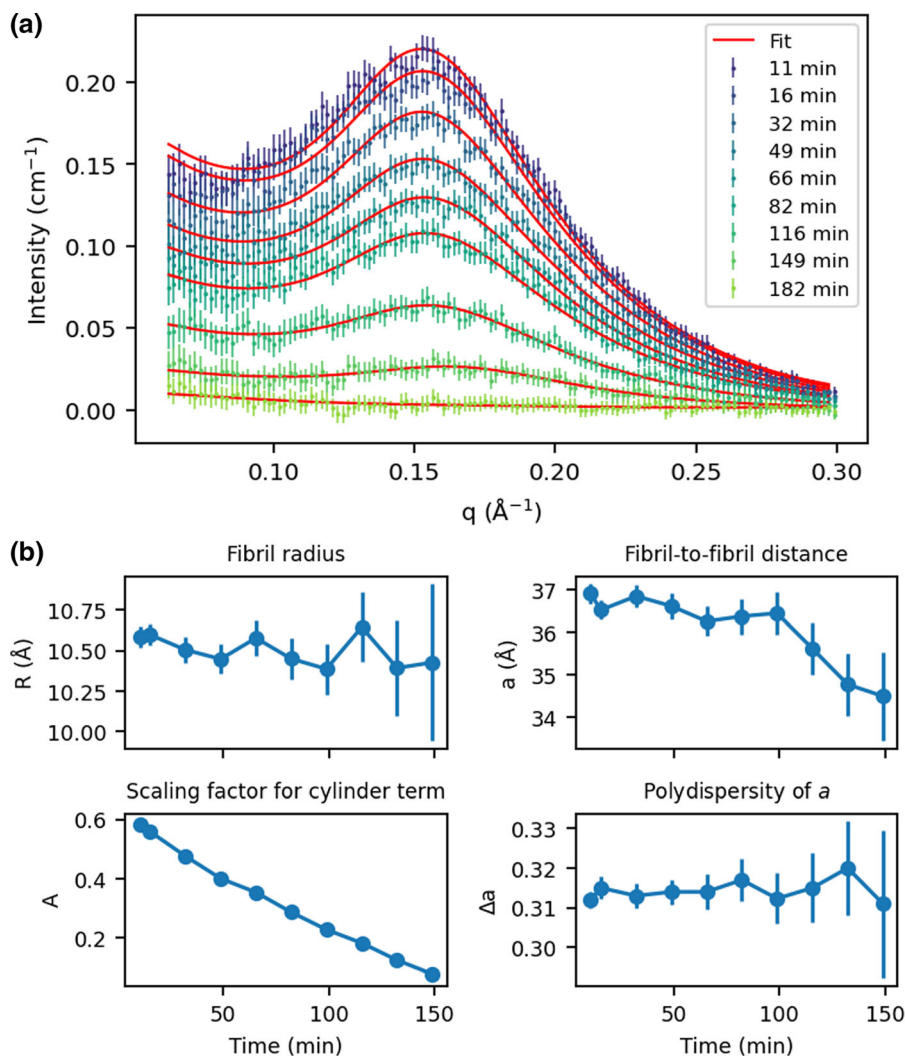 (a)
0.20
0.15
0.10
0.05
0.00
Intensity (cm⁻¹)
Fit
11 min
16 min
32 min
49 min
66 min
82 min
116 min
149 min
182 min
0.10 0.15 0.20 0.25 0.30
q (Å⁻¹)
(b)
Fibril radius
10.75
10.50
10.25
10.00
R (Å)
Fibril-to-fibril distance
37
36
35
34
a (Å)
Scaling factor for cylinder term
0.6
0.4
0.2
A
50 100 150
Time (min)
Polydispersity of a
0.33
0.32
0.31
0.30
Δa
50 100 150
Time (min)